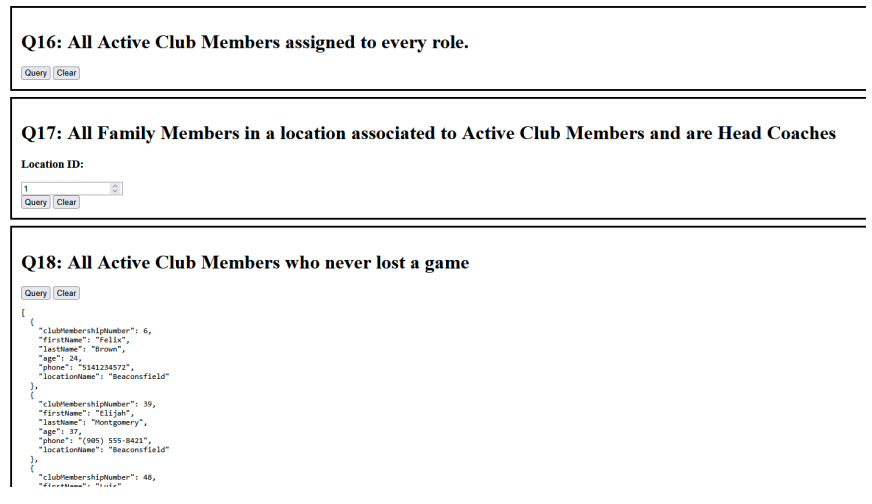 Q16: All Active Club Members assigned to every role.
Query Clear
Q17: All Family Members in a location associated to Active Club Members and are Head Coaches
Location ID:
1
Query Clear
Q18: All Active Club Members who never lost a game
Query Clear
[
{
"clubMembershipNumber": 6,
"firstName": "Felix",
"lastName": "Brown",
"age": 24,
"phone": "5141234572",
"locationName": "Beaconsfield"
},
{
"clubMembershipNumber": 39,
"firstName": "Elijah",
"lastName": "Montgomery",
"age": 37,
"phone": "(905) 555-8421",
"locationName": "Beaconsfield"
},
{
"clubMembershipNumber": 48,
"firstName": "Luis"